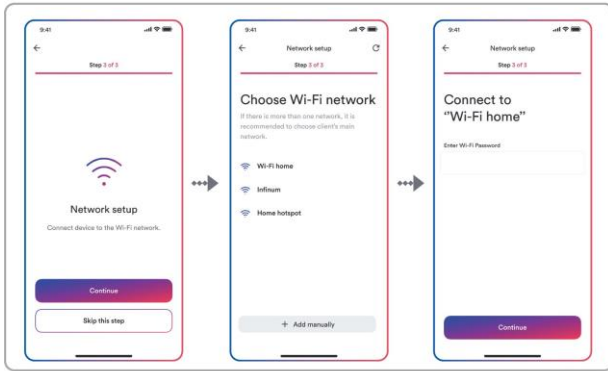 9:41
Step 3 of 3
Network setup
Connect device to the Wi-Fi network.
Continue
Skip this step
9:41
Network setup
Step 3 of 3
Choose Wi-Fi network
If there is more than one network, it is
recommended to choose client's main
network.
Wi-Fi home
Infinum
Home hotspot
+ Add manually
9:41
Network setup
Step 3 of 3
Connect to
“Wi-Fi home”
Enter Wi-Fi Password
Continue